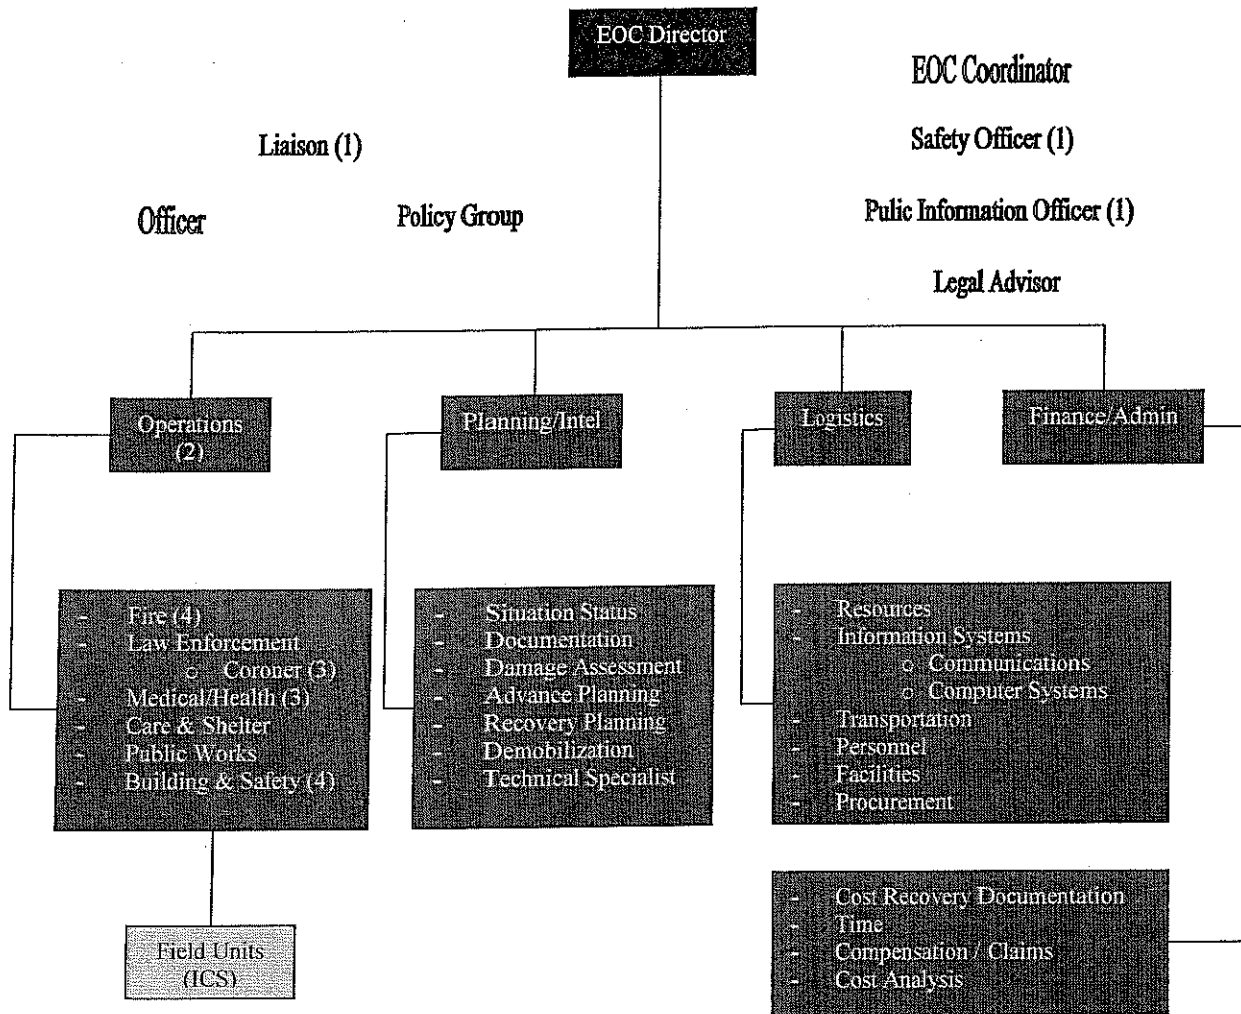 EOC Director
EOC Coordinator
Liaison (1)
Safety Officer (1)
Officer
Policy Group
Pulic Information Officer (1)
Legal Advisor
Operations
(2)
Planning/Intel
Logistics
Finance/Admin
- Fire (4)
- Law Enforcement
o Coroner (3)
- Medical/Health (3)
- Care & Shelter
- Public Works
- Building & Safety (4)
- Situation Status
- Documentation
- Damage Assessment
- Advance Planning
- Recovery Planning
- Demobilization
- Technical Specialist
- Resources
- Information Systems
o Communications
o Computer Systems
- Transportation
- Personnel
- Facilities
- Procurement
- Cost Recovery Documentation
- Time
- Compensation / Claims
- Cost Analysis
Field Units
(ICS)